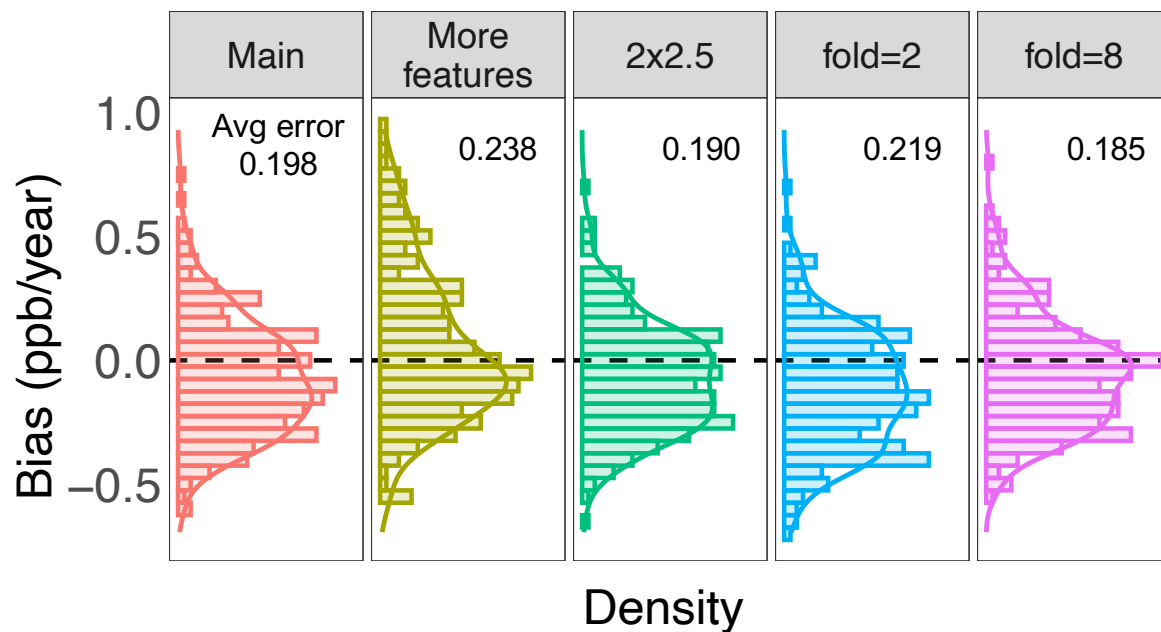 Main
More
features
2x2.5
fold=2
fold=8
Avg error
0.198
0.238
0.190
0.219
0.185
1.0
0.5
0.0
−0.5
Bias (ppb/year)
Density